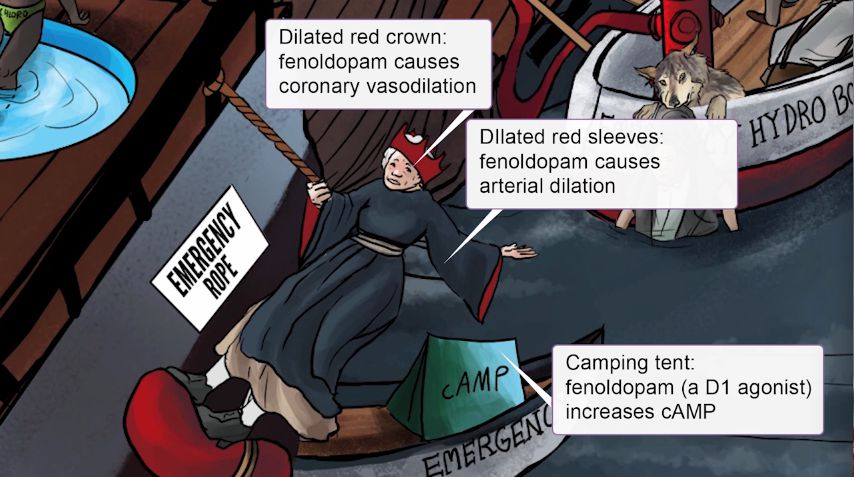 CHLORO
Dilated red crown:
fenoldopam causes
coronary vasodilation
DIlated red sleeves:
fenoldopam causes
arterial dilation
HYDRO BO
EMERGENCY
ROPE
cAMP
Camping tent:
fenoldopam (a D1 agonist)
increases cAMP
EMERGENC